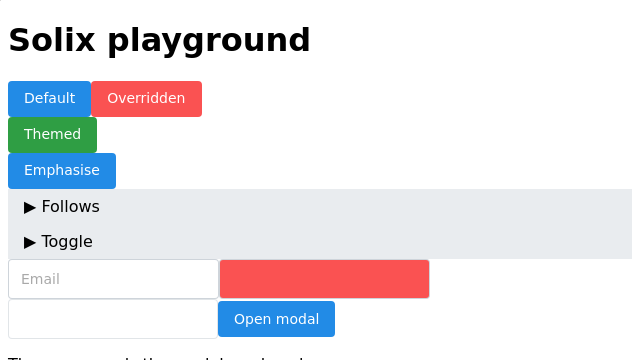 Solix playground
Default Overridden
Themed
Emphasise
▶ Follows
▶ Toggle
Email
Open modal